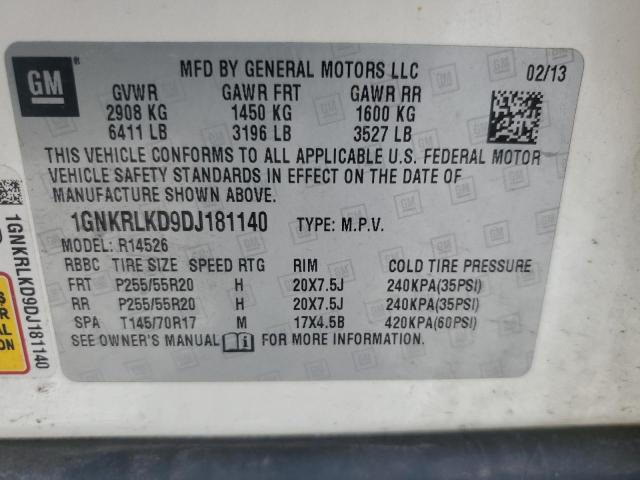 GM
MFD BY GENERAL MOTORS LLC 02/13
GVWR GAWR FRT GAWR RR
2908 KG 1450 KG 1600 KG
6411 LB 3196 LB 3527 LB
THIS VEHICLE CONFORMS TO ALL APPLICABLE U.S. FEDERAL MOTOR
VEHICLE SAFETY STANDARDS IN EFFECT ON THE DATE OF
MANUFACTURE SHOWN ABOVE.
1GNKRLKD9DJ181140 TYPE: M.P.V.
MODEL: R14526
RBBC TIRE SIZE SPEED RTG RIM COLD TIRE PRESSURE
FRT P255/55R20 H 20X7.5J 240KPA(35PSI)
RR P255/55R20 H 20X7.5J 240KPA(35PSI)
SPA T145/70R17 M 17X4.5B 420KPA(60PSI)
SEE OWNER'S MANUAL i FOR MORE INFORMATION.
1GNKRLKD9DJ181140